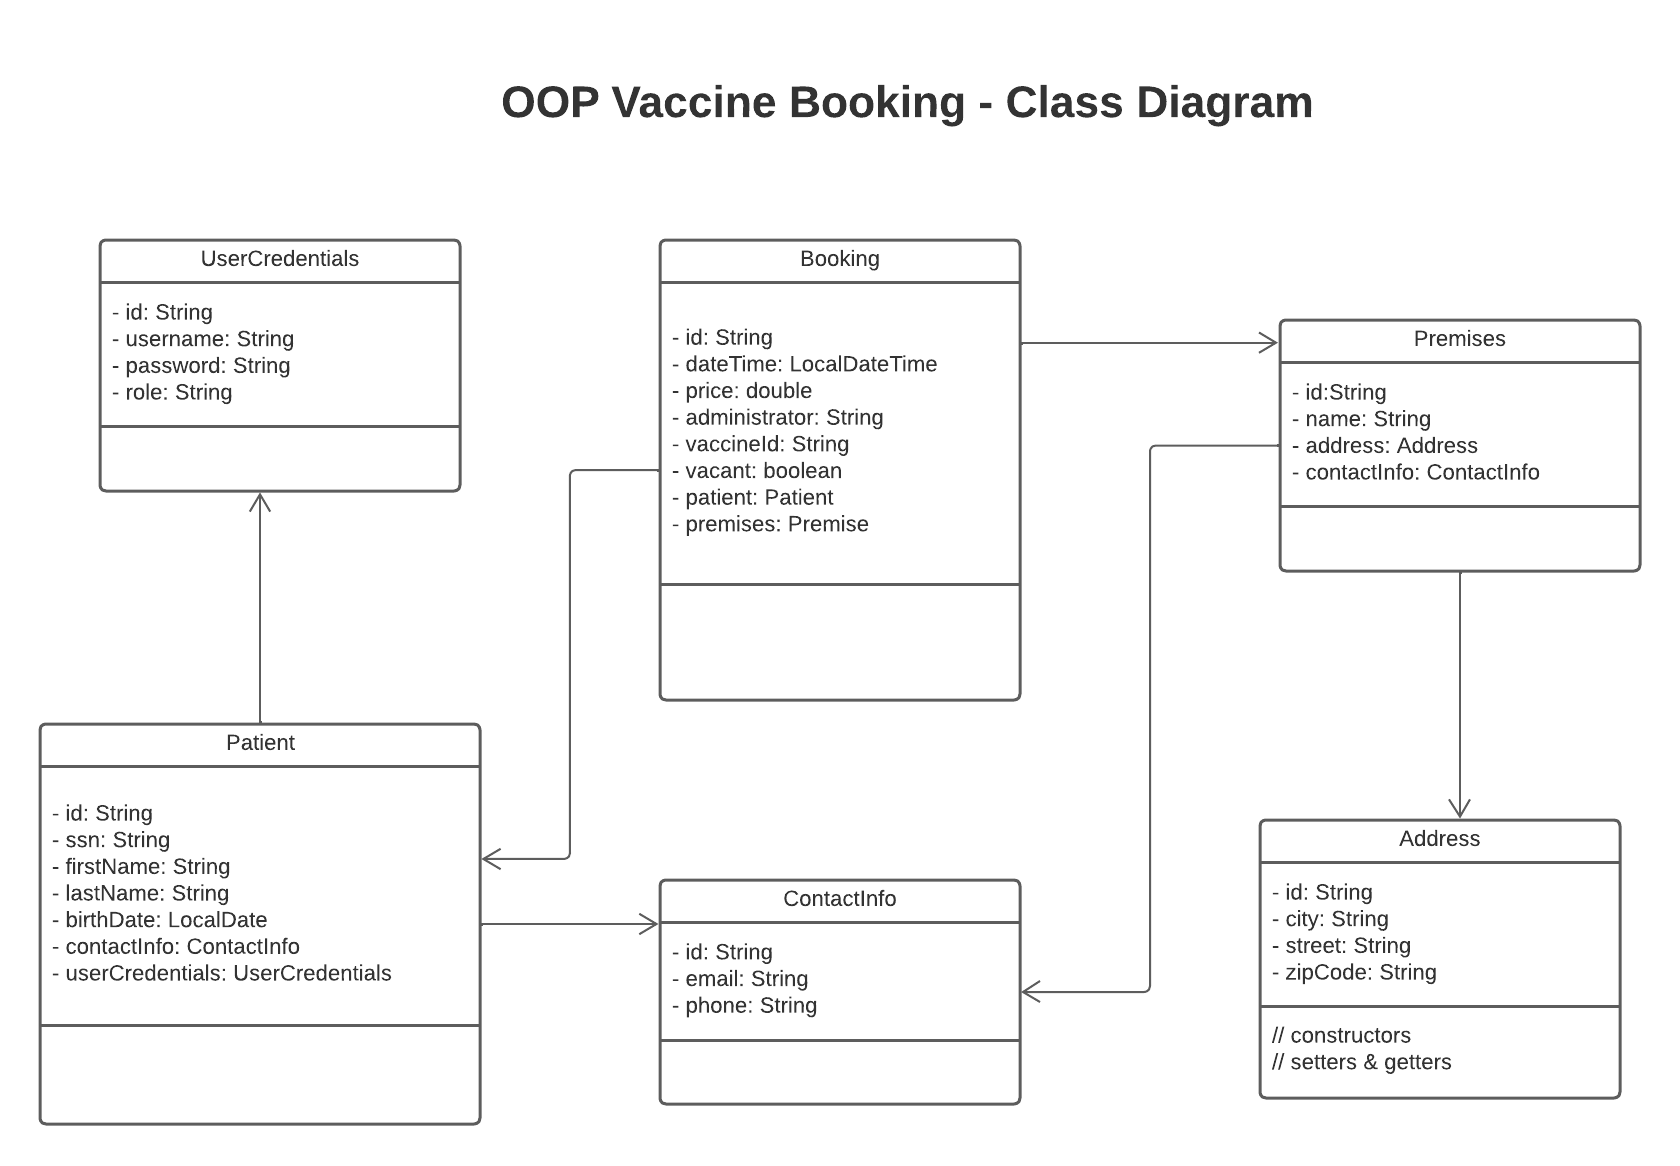 OOP Vaccine Booking - Class Diagram
UserCredentials
- id: String
- username: String
- password: String
- role: String
Booking
- id: String
- dateTime: LocalDateTime
- price: double
- administrator: String
- vaccineId: String
- vacant: boolean
- patient: Patient
- premises: Premise
Premises
- id:String
- name: String
- address: Address
- contactInfo: ContactInfo
Patient
- id: String
- ssn: String
- firstName: String
- lastName: String
- birthDate: LocalDate
- contactInfo: ContactInfo
- userCredentials: UserCredentials
ContactInfo
- id: String
- email: String
- phone: String
Address
- id: String
- city: String
- street: String
- zipCode: String
// constructors
// setters & getters